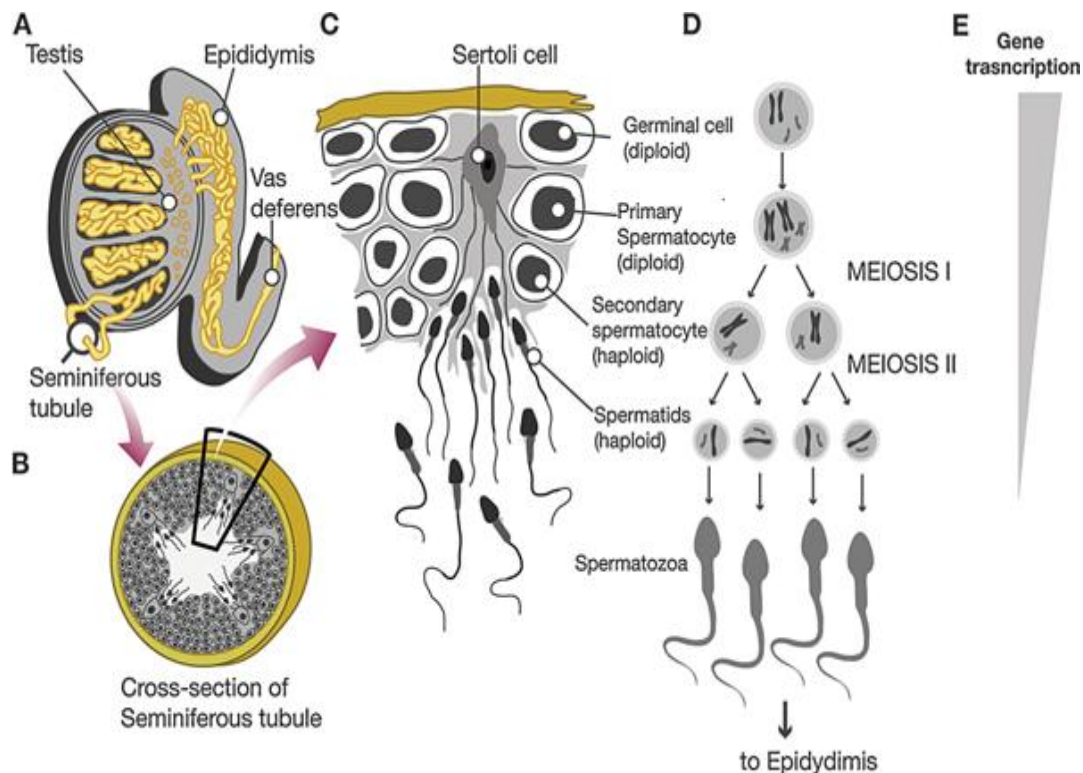 A
Testis
Epididymis
Vas
deferens
Seminiferous
tubule
B
Cross-section of
Seminiferous tubule
C
Sertoli cell
Germinal cell
(diploid)
Primary
Spermatocyte
(diploid)
Secondary
spermatocyte
(haploid)
Spermatids
(haploid)
Spermatozoa
D
MEIOSIS I
MEIOSIS II
to Epidydimis
E
Gene
trasncription